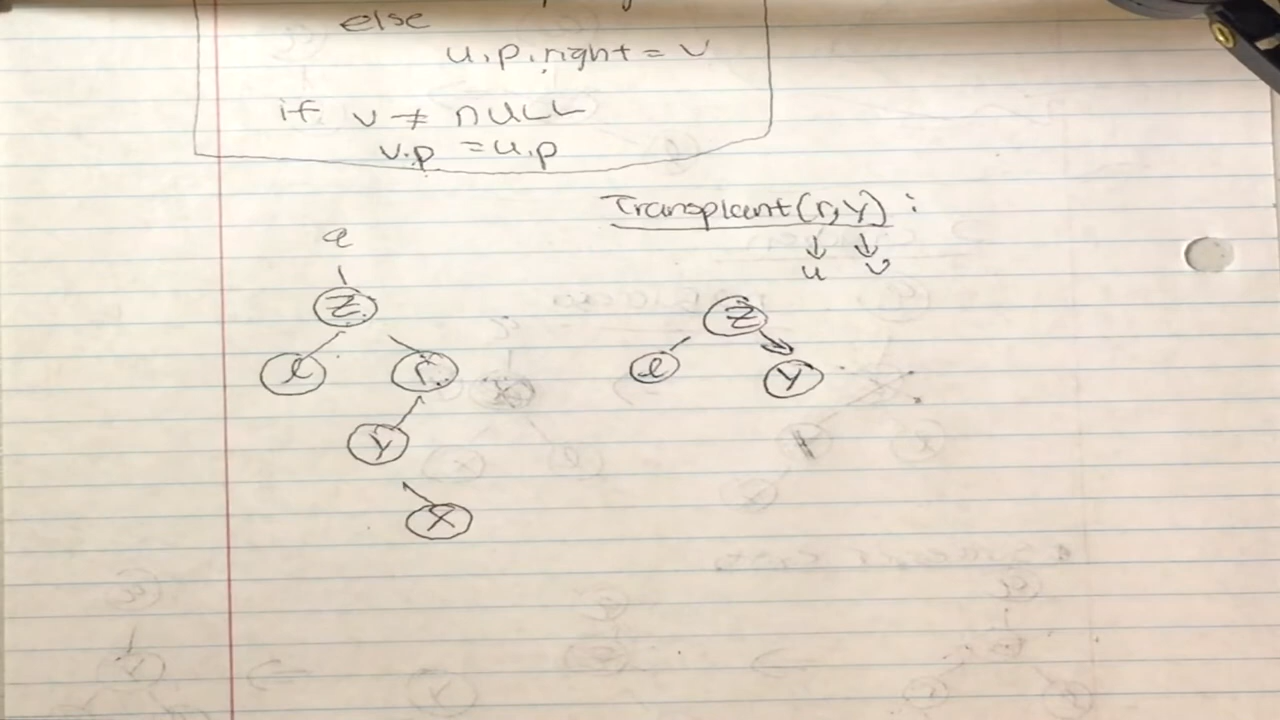 else
u.p.right = v
if v ≠ NULL
v.p = u.p
Transplant(r,y) :
↓ ↓
u v
q
z
z
l
r
l
y
y
x